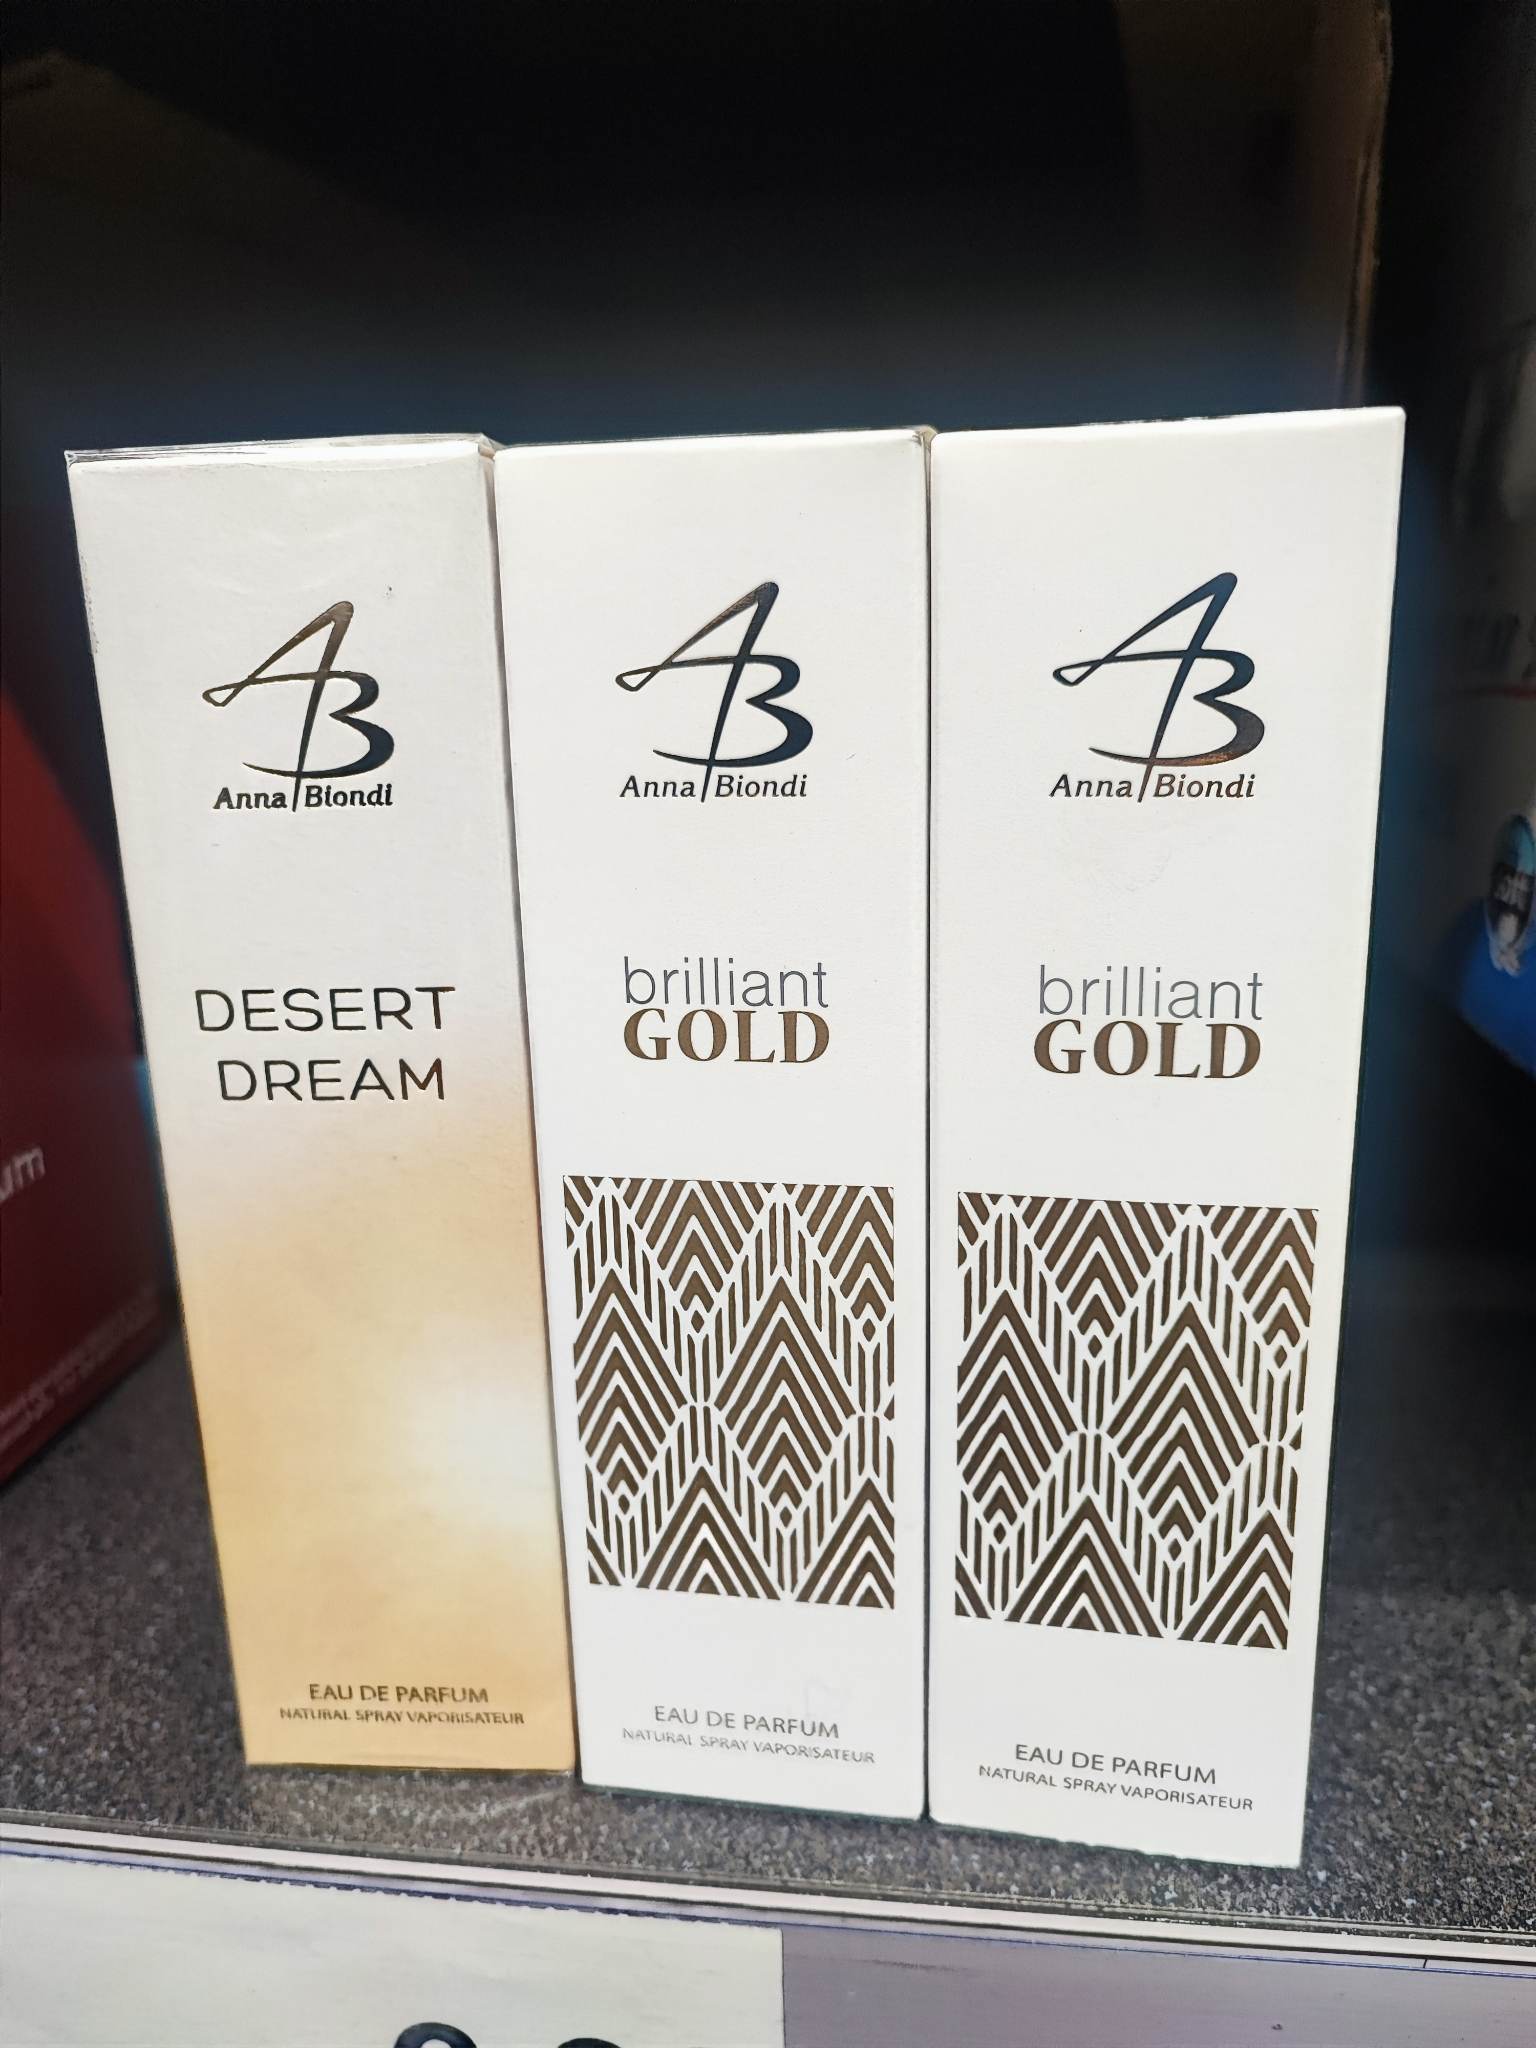 AB
Anna Biondi
DESERT
DREAM
EAU DE PARFUM
NATURAL SPRAY VAPORISATEUR
AB
Anna Biondi
brilliant
GOLD
EAU DE PARFUM
NATURAL SPRAY VAPORISATEUR
AB
Anna Biondi
brilliant
GOLD
EAU DE PARFUM
NATURAL SPRAY VAPORISATEUR